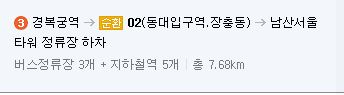 3 경복궁역 → 순환 02(동대입구역.장충동) → 남산서울
타워 정류장 하차
버스정류장 3개 + 지하철역 5개 | 총 7.68km